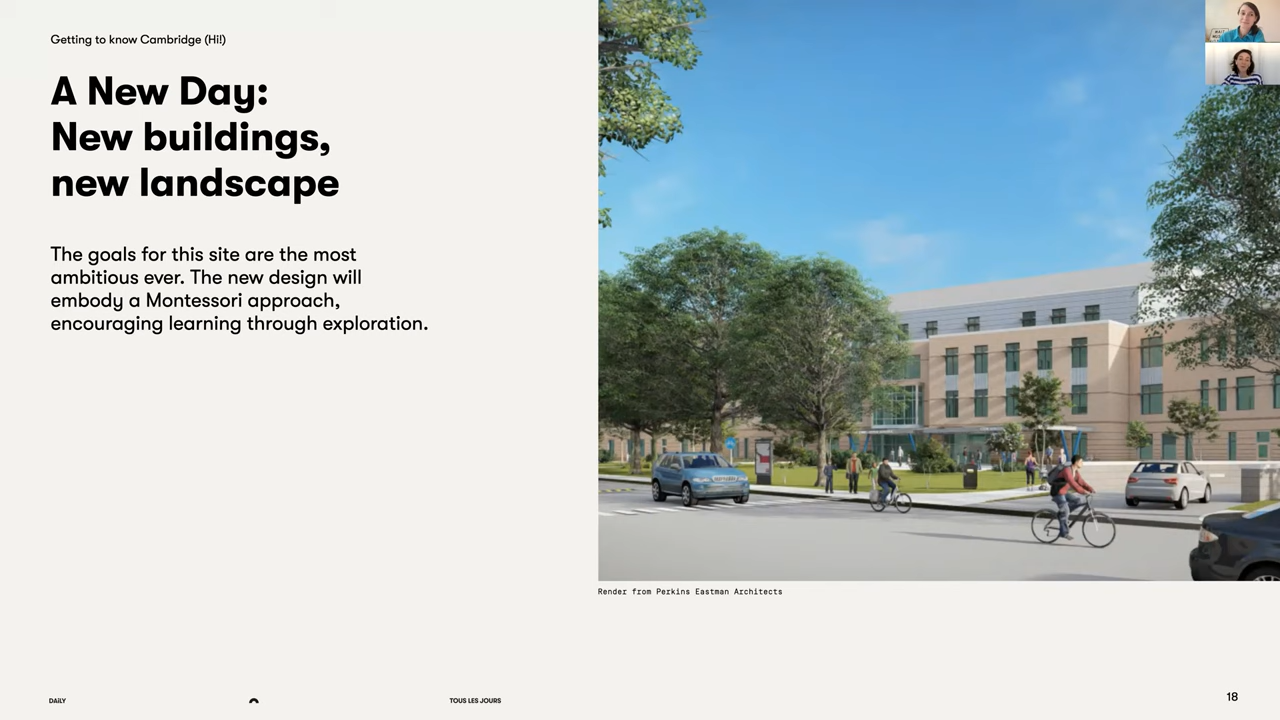 Getting to know Cambridge (Hi!)
A New Day:
New buildings,
new landscape
The goals for this site are the most
ambitious ever. The new design will
embody a Montessori approach,
encouraging learning through exploration.
Render from Perkins Eastman Architects
DAILY
TOUS LES JOURS
18